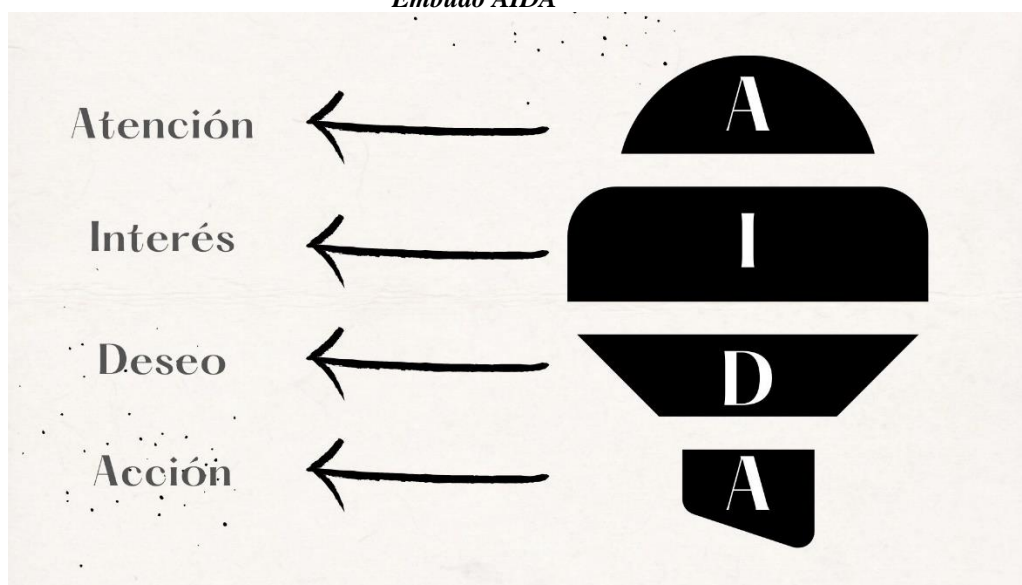 Embudo AIDA
Atención
A
Interés
I
Deseo
D
Acción
A